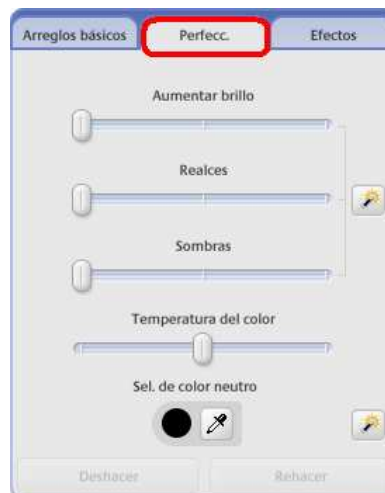 Arreglos básicos Perfecc. Efectos
Aumentar brillo
Realces
Sombras
Temperatura del color
Sel. de color neutro
Deshacer Rehacer